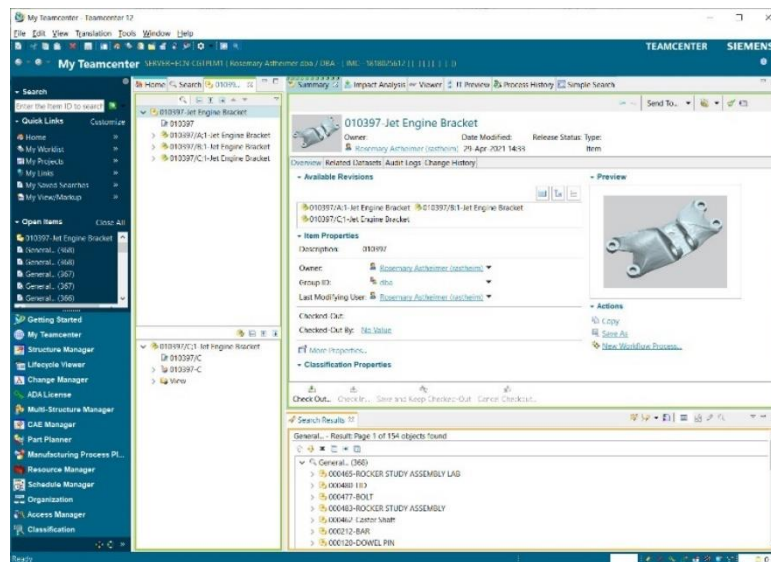 My Teamcenter - Teamcenter 12
File Edit View Translation Tools Window Help
TEAMCENTER SIEMENS
My Teamcenter
Search
Enter the Item ID to search
Quick Links Customize
Home
My Worklist
My Projects
My Links
My Saved Searches
My View/Markup
Open Items Close All
010397-Jet Engine Bracket
General... (368)
General... (368)
General... (367)
General... (367)
General... (366)
Getting Started
My Teamcenter
Structure Manager
Lifecycle Viewer
Change Manager
ADA License
Multi-Structure Manager
CAE Manager
Part Planner
Manufacturing Process Pl...
Resource Manager
Schedule Manager
Organization
Access Manager
Classification
Ready
Home Search 010397...
010397-Jet Engine Bracket
010397
010397/A;1-Jet Engine Bracket
010397/B;1-Jet Engine Bracket
010397/C;1-Jet Engine Bracket
010397/C;1-Jet Engine Bracket
010397/C
010397-C
View
Summary Impact Analysis Viewer JT Preview Process History Simple Search
Send To..
010397-Jet Engine Bracket
Owner: Date Modified: Release Status: Type:
Rosemary Astheimer (rastheim) 29-Apr-2021 14:33 Item
Overview Related Datasets Audit Logs Change History
Available Revisions
010397/A;1-Jet Engine Bracket 010397/B;1-Jet Engine Bracket
010397/C;1-Jet Engine Bracket
Item Properties
Description: 010397
Owner: Rosemary Astheimer (rastheim)
Group ID: dba
Last Modifying User: Rosemary Astheimer (rastheim)
Checked-Out:
Checked-Out By: No Value
More Properties...
Classification Properties
Check Out... Check In... Save and Keep Checked-Out Cancel Checkout...
Preview
Actions
Copy
Save As
New Workflow Process...
Search Results
General... - Result: Page 1 of 154 objects found
General... (368)
000465-ROCKER STUDY ASSEMBLY LAB
000477-BOLT
000483-ROCKER STUDY ASSEMBLY
000462-Caster Shaft
000212-BAR
000120-DOWEL PIN